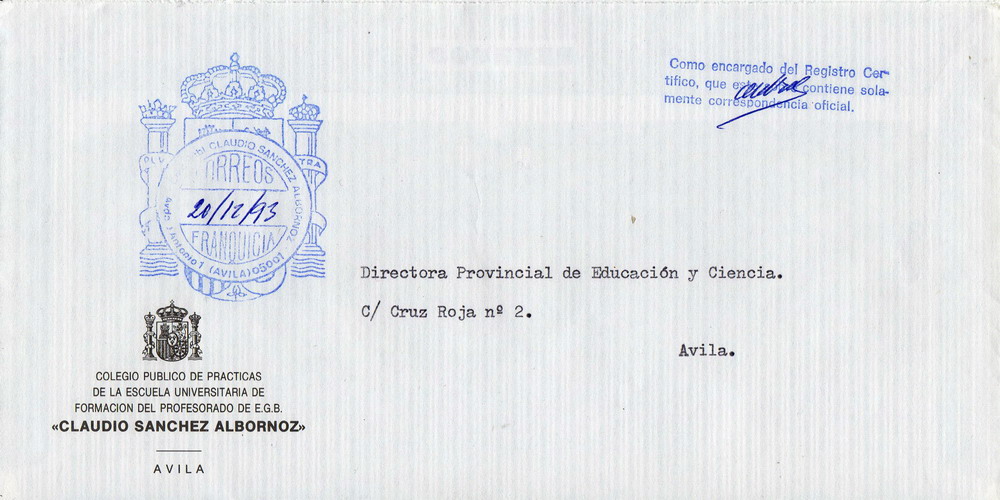 Como encargado del Registro Cer-
tifico, que contiene sola-
mente correspondencia oficial.
CLAUDIO SANCHEZ ALBORNOZ
CORREOS
20/12/93
FRANQUICIA
(AVILA) 05001
Directora Provincial de Educación y Ciencia.
C/ Cruz Roja nº 2.
Avila.
COLEGIO PUBLICO DE PRACTICAS
DE LA ESCUELA UNIVERSITARIA DE
FORMACION DEL PROFESORADO DE E.G.B.
«CLAUDIO SANCHEZ ALBORNOZ»
AVILA